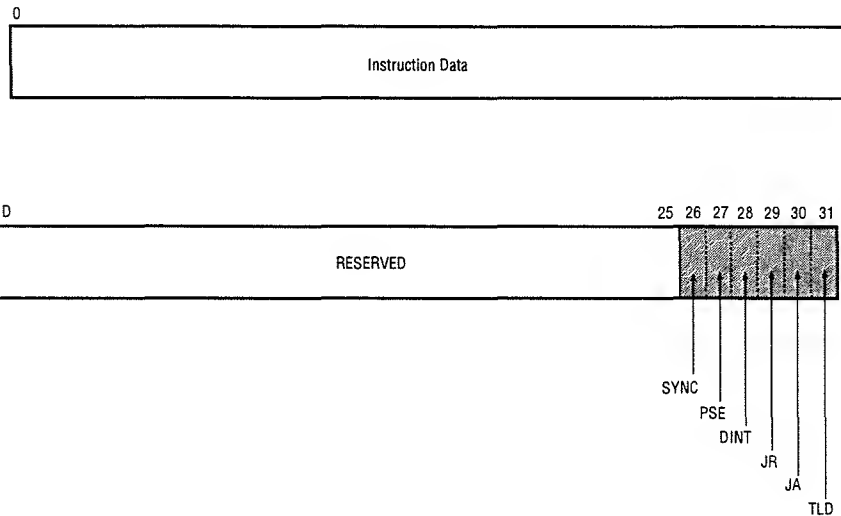 0
Instruction Data
D 25 26 27 28 29 30 31
RESERVED
SYNC
PSE
DINT
JR
JA
TLD